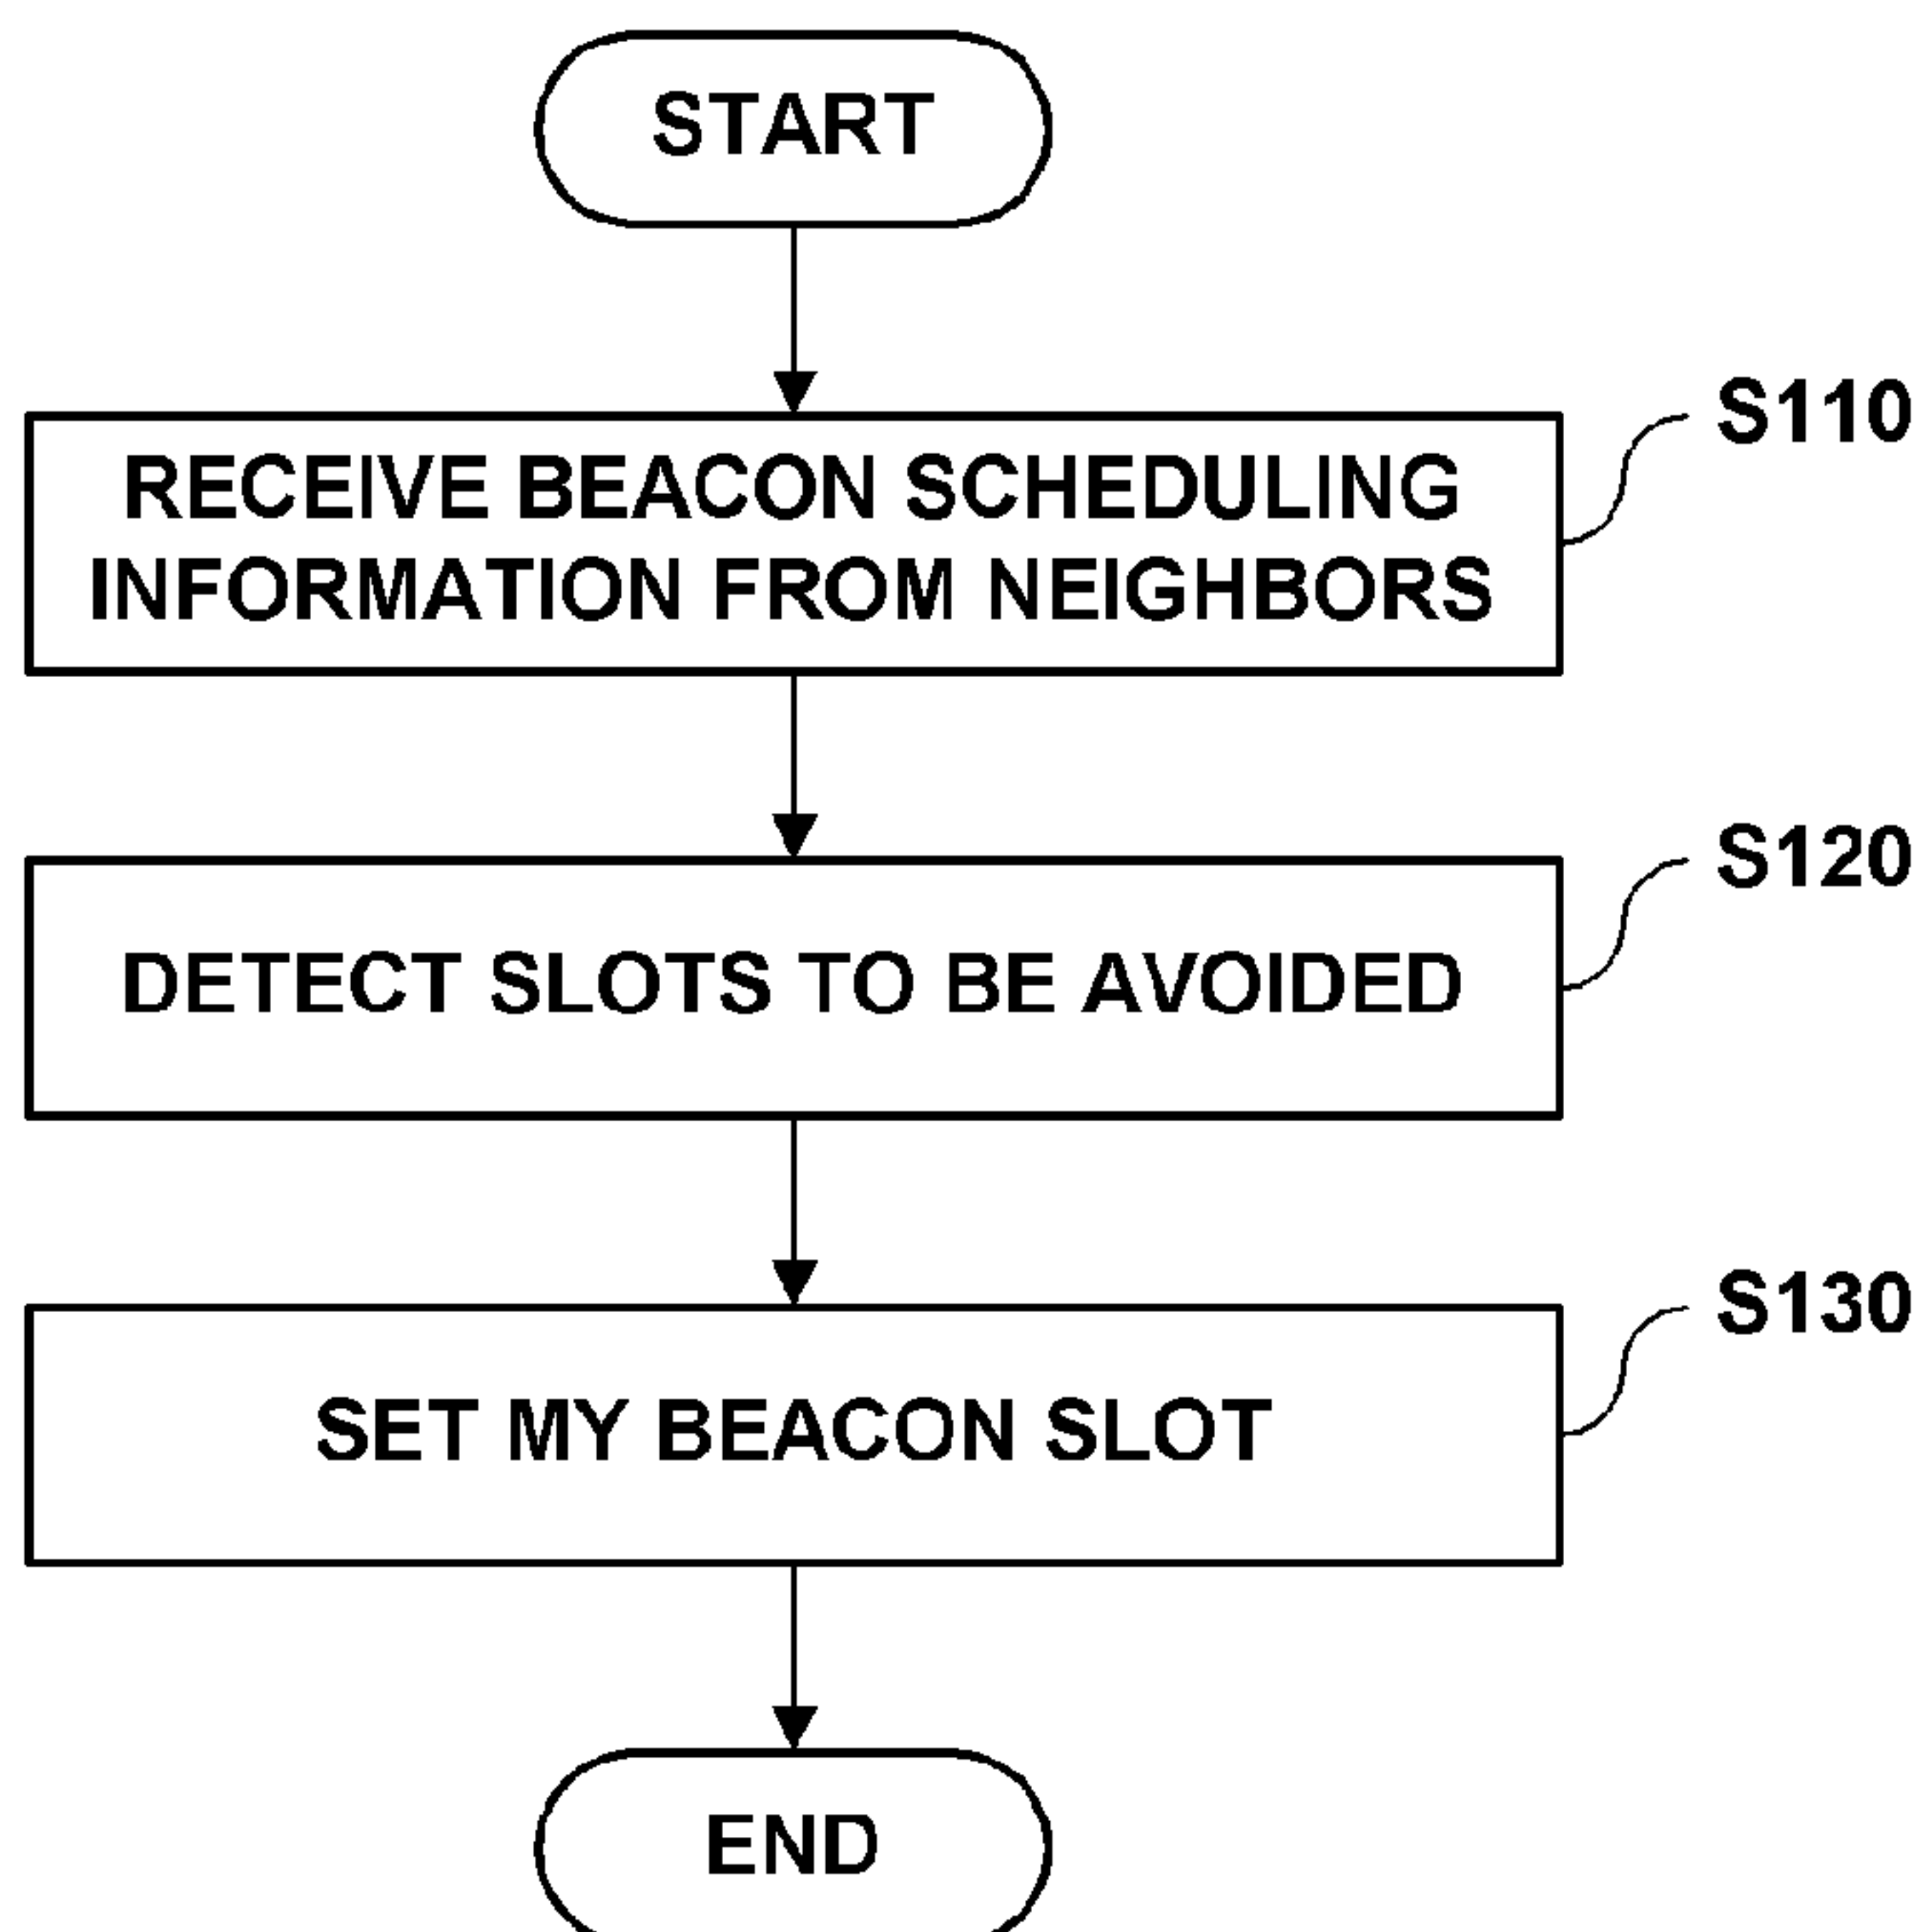 START
S110
RECEIVE BEACON SCHEDULING
INFORMATION FROM NEIGHBORS
S120
DETECT SLOTS TO BE AVOIDED
S130
SET MY BEACON SLOT
END